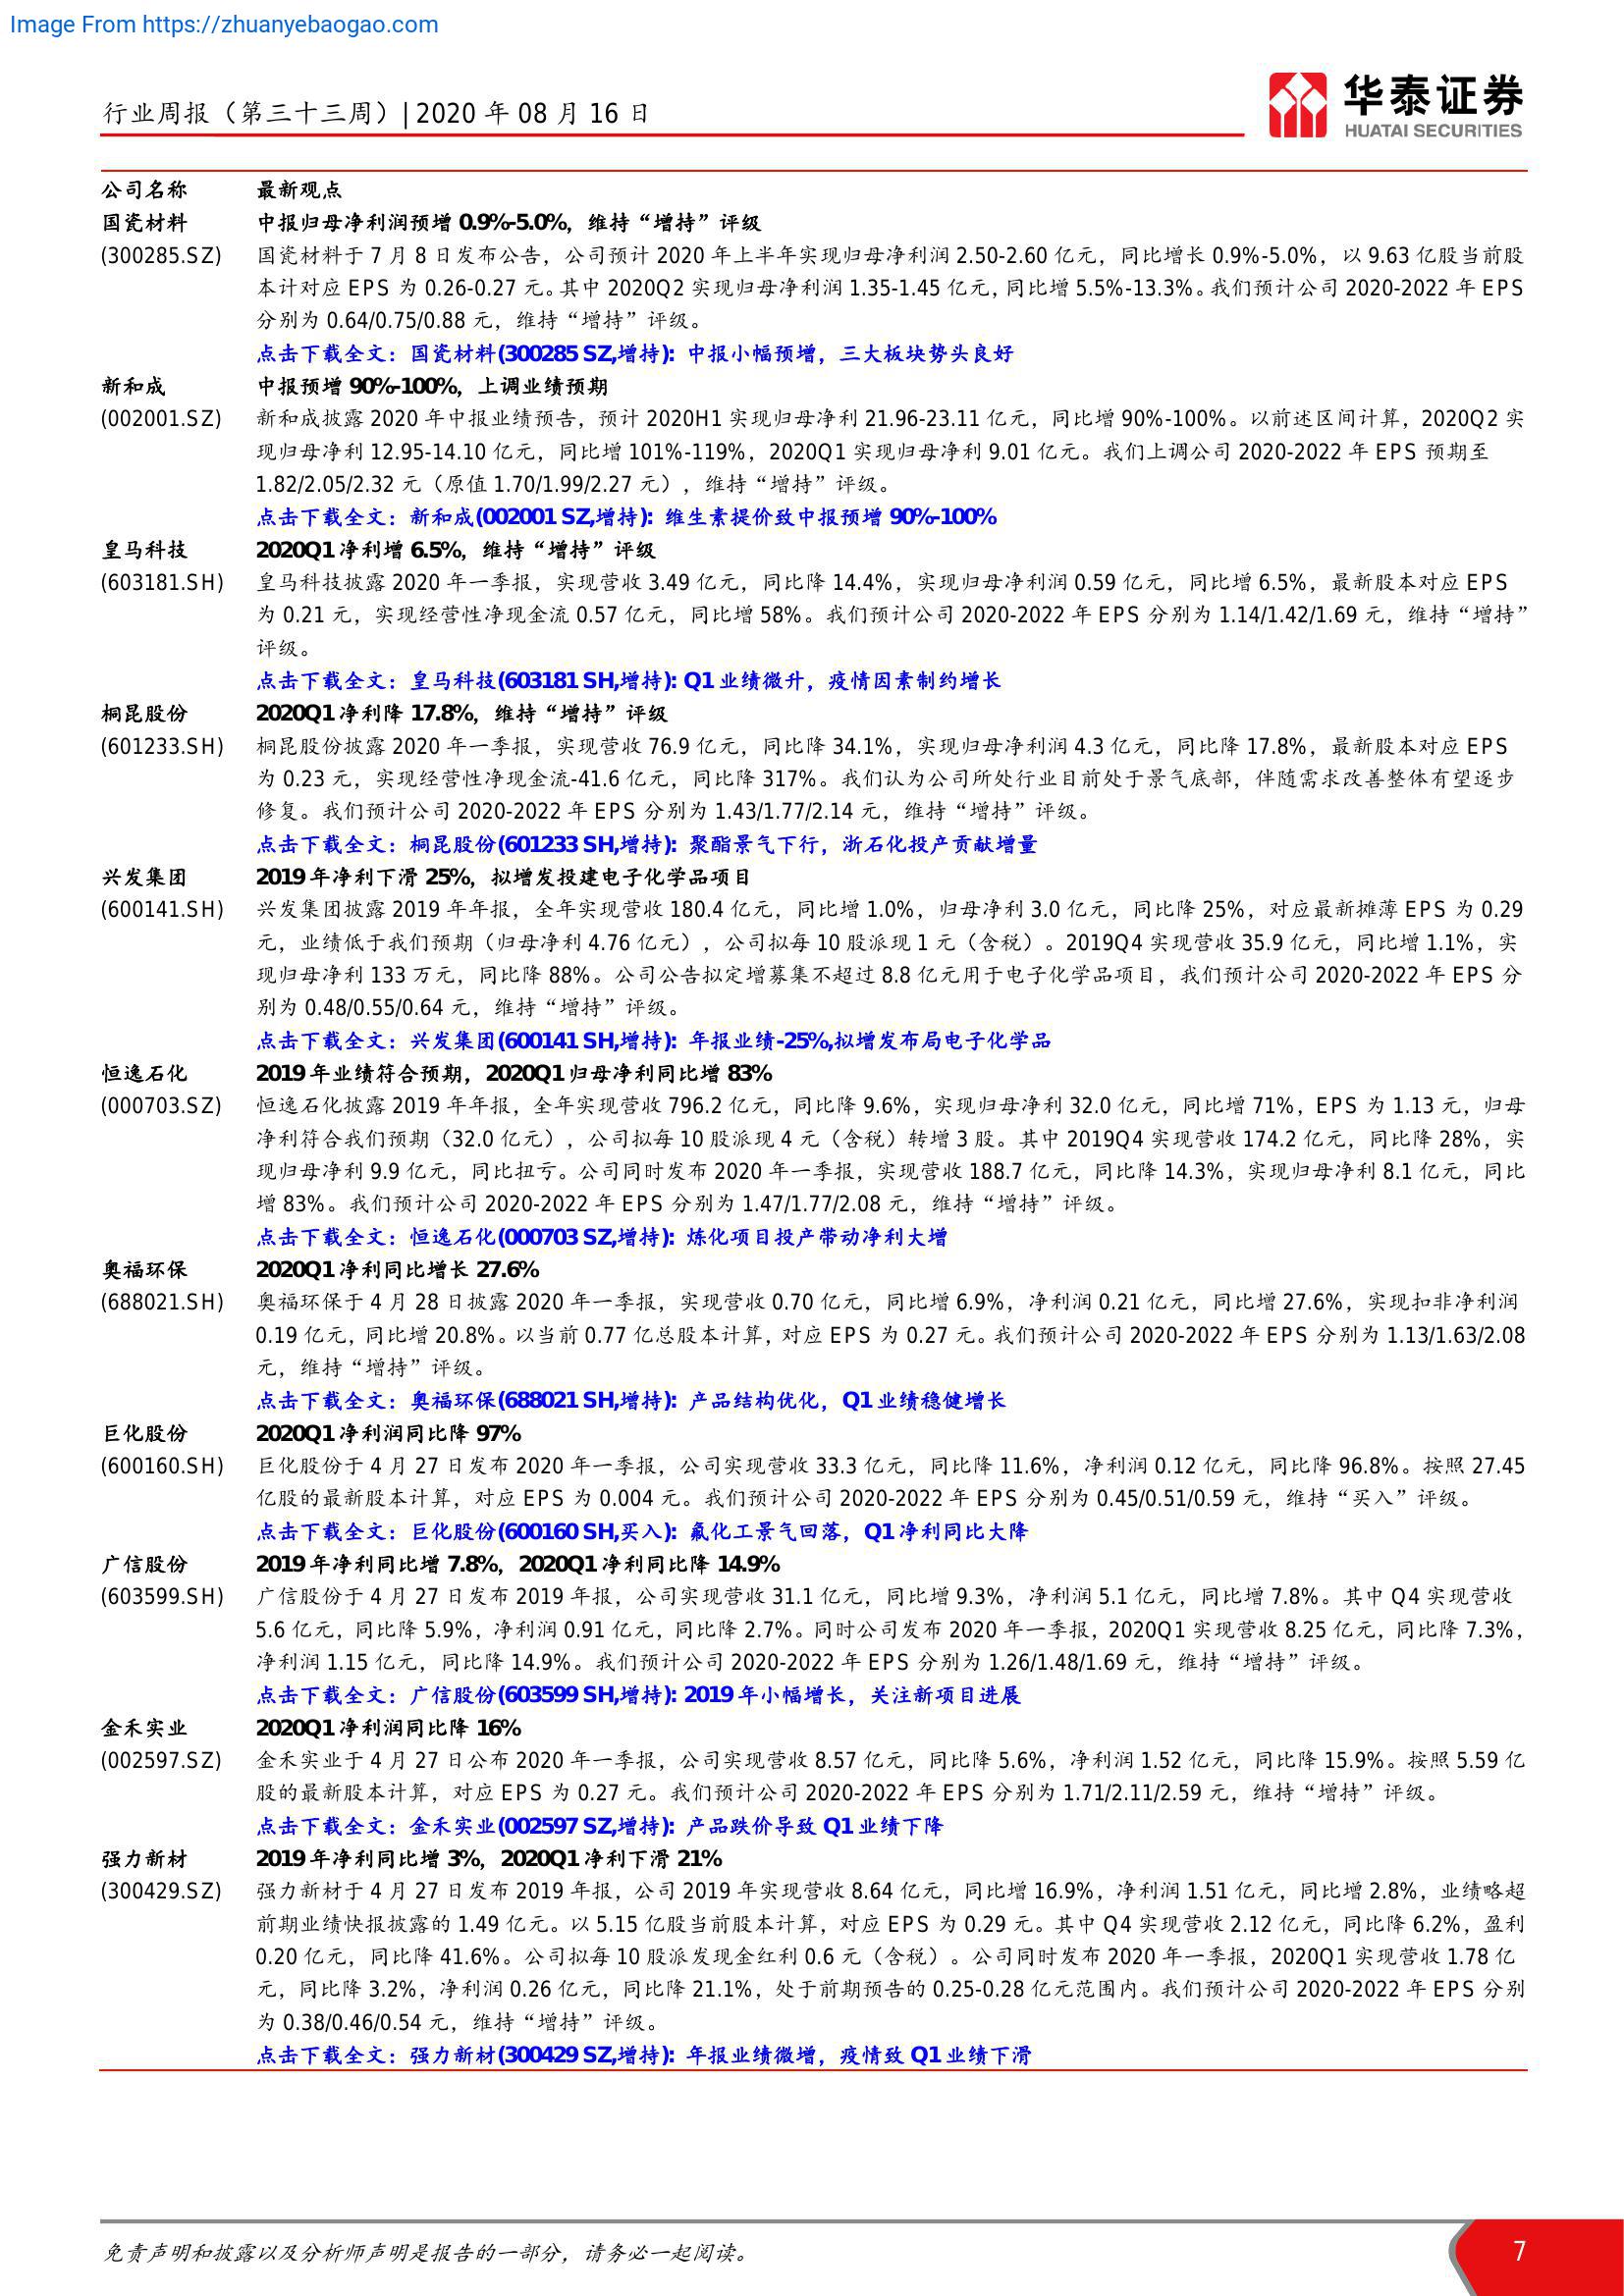 Image From https://zhuanyebaogao.com
行业周报（第三十三周）| 2020 年 08 月 16 日
华泰证券
HUATAI SECURITIES
公司名称 最新观点
国瓷材料 中报归母净利润预增 0.9%-5.0%，维持“增持”评级
(300285.SZ) 国瓷材料于 7 月 8 日发布公告，公司预计 2020 年上半年实现归母净利润 2.50-2.60 亿元，同比增长 0.9%-5.0%，以 9.63 亿股当前股
本计对应 EPS 为 0.26-0.27 元。其中 2020Q2 实现归母净利润 1.35-1.45 亿元，同比增 5.5%-13.3%。我们预计公司 2020-2022 年 EPS
分别为 0.64/0.75/0.88 元，维持“增持”评级。
点击下载全文：国瓷材料(300285 SZ,增持): 中报小幅预增，三大板块势头良好
新和成 中报预增 90%-100%，上调业绩预期
(002001.SZ) 新和成披露 2020 年中报业绩预告，预计 2020H1 实现归母净利 21.96-23.11 亿元，同比增 90%-100%。以前述区间计算，2020Q2 实
现归母净利 12.95-14.10 亿元，同比增 101%-119%，2020Q1 实现归母净利 9.01 亿元。我们上调公司 2020-2022 年 EPS 预期至
1.82/2.05/2.32 元（原值 1.70/1.99/2.27 元），维持“增持”评级。
点击下载全文：新和成(002001 SZ,增持): 维生素提价致中报预增 90%-100%
皇马科技 2020Q1 净利增 6.5%，维持“增持”评级
(603181.SH) 皇马科技披露 2020 年一季报，实现营收 3.49 亿元，同比降 14.4%，实现归母净利润 0.59 亿元，同比增 6.5%，最新股本对应 EPS
为 0.21 元，实现经营性净现金流 0.57 亿元，同比增 58%。我们预计公司 2020-2022 年 EPS 分别为 1.14/1.42/1.69 元，维持“增持”
评级。
点击下载全文：皇马科技(603181 SH,增持): Q1 业绩微升，疫情因素制约增长
桐昆股份 2020Q1 净利降 17.8%，维持“增持”评级
(601233.SH) 桐昆股份披露 2020 年一季报，实现营收 76.9 亿元，同比降 34.1%，实现归母净利润 4.3 亿元，同比降 17.8%，最新股本对应 EPS
为 0.23 元，实现经营性净现金流-41.6 亿元，同比降 317%。我们认为公司所处行业目前处于景气底部，伴随需求改善整体有望逐步
修复。我们预计公司 2020-2022 年 EPS 分别为 1.43/1.77/2.14 元，维持“增持”评级。
点击下载全文：桐昆股份(601233 SH,增持): 聚酯景气下行，浙石化投产贡献增量
兴发集团 2019 年净利下滑 25%，拟增发投建电子化学品项目
(600141.SH) 兴发集团披露 2019 年年报，全年实现营收 180.4 亿元，同比增 1.0%，归母净利 3.0 亿元，同比降 25%，对应最新摊薄 EPS 为 0.29
元，业绩低于我们预期（归母净利 4.76 亿元），公司拟每 10 股派现 1 元（含税）。2019Q4 实现营收 35.9 亿元，同比增 1.1%，实
现归母净利 133 万元，同比降 88%。公司公告拟定增募集不超过 8.8 亿元用于电子化学品项目，我们预计公司 2020-2022 年 EPS 分
别为 0.48/0.55/0.64 元，维持“增持”评级。
点击下载全文：兴发集团(600141 SH,增持): 年报业绩-25%,拟增发布局电子化学品
恒逸石化 2019 年业绩符合预期，2020Q1 归母净利同比增 83%
(000703.SZ) 恒逸石化披露 2019 年年报，全年实现营收 796.2 亿元，同比降 9.6%，实现归母净利 32.0 亿元，同比增 71%，EPS 为 1.13 元，归母
净利符合我们预期（32.0 亿元），公司拟每 10 股派现 4 元（含税）转增 3 股。其中 2019Q4 实现营收 174.2 亿元，同比降 28%，实
现归母净利 9.9 亿元，同比扭亏。公司同时发布 2020 年一季报，实现营收 188.7 亿元，同比降 14.3%，实现归母净利 8.1 亿元，同比
增 83%。我们预计公司 2020-2022 年 EPS 分别为 1.47/1.77/2.08 元，维持“增持”评级。
点击下载全文：恒逸石化(000703 SZ,增持): 炼化项目投产带动净利大增
奥福环保 2020Q1 净利同比增长 27.6%
(688021.SH) 奥福环保于 4 月 28 日披露 2020 年一季报，实现营收 0.70 亿元，同比增 6.9%，净利润 0.21 亿元，同比增 27.6%，实现扣非净利润
0.19 亿元，同比增 20.8%。以当前 0.77 亿总股本计算，对应 EPS 为 0.27 元。我们预计公司 2020-2022 年 EPS 分别为 1.13/1.63/2.08
元，维持“增持”评级。
点击下载全文：奥福环保(688021 SH,增持): 产品结构优化，Q1 业绩稳健增长
巨化股份 2020Q1 净利润同比降 97%
(600160.SH) 巨化股份于 4 月 27 日发布 2020 年一季报，公司实现营收 33.3 亿元，同比降 11.6%，净利润 0.12 亿元，同比降 96.8%。按照 27.45
亿股的最新股本计算，对应 EPS 为 0.004 元。我们预计公司 2020-2022 年 EPS 分别为 0.45/0.51/0.59 元，维持“买入”评级。
点击下载全文：巨化股份(600160 SH,买入): 氟化工景气回落，Q1 净利同比大降
广信股份 2019 年净利同比增 7.8%，2020Q1 净利同比降 14.9%
(603599.SH) 广信股份于 4 月 27 日发布 2019 年报，公司实现营收 31.1 亿元，同比增 9.3%，净利润 5.1 亿元，同比增 7.8%。其中 Q4 实现营收
5.6 亿元，同比降 5.9%，净利润 0.91 亿元，同比降 2.7%。同时公司发布 2020 年一季报，2020Q1 实现营收 8.25 亿元，同比降 7.3%，
净利润 1.15 亿元，同比降 14.9%。我们预计公司 2020-2022 年 EPS 分别为 1.26/1.48/1.69 元，维持“增持”评级。
点击下载全文：广信股份(603599 SH,增持): 2019 年小幅增长，关注新项目进展
金禾实业 2020Q1 净利润同比降 16%
(002597.SZ) 金禾实业于 4 月 27 日公布 2020 年一季报，公司实现营收 8.57 亿元，同比降 5.6%，净利润 1.52 亿元，同比降 15.9%。按照 5.59 亿
股的最新股本计算，对应 EPS 为 0.27 元。我们预计公司 2020-2022 年 EPS 分别为 1.71/2.11/2.59 元，维持“增持”评级。
点击下载全文：金禾实业(002597 SZ,增持): 产品跌价导致 Q1 业绩下降
强力新材 2019 年净利同比增 3%，2020Q1 净利下滑 21%
(300429.SZ) 强力新材于 4 月 27 日发布 2019 年报，公司 2019 年实现营收 8.64 亿元，同比增 16.9%，净利润 1.51 亿元，同比增 2.8%，业绩略超
前期业绩快报披露的 1.49 亿元。以 5.15 亿股当前股本计算，对应 EPS 为 0.29 元。其中 Q4 实现营收 2.12 亿元，同比降 6.2%，盈利
0.20 亿元，同比降 41.6%。公司拟每 10 股派发现金红利 0.6 元（含税）。公司同时发布 2020 年一季报，2020Q1 实现营收 1.78 亿
元，同比降 3.2%，净利润 0.26 亿元，同比降 21.1%，处于前期预告的 0.25-0.28 亿元范围内。我们预计公司 2020-2022 年 EPS 分别
为 0.38/0.46/0.54 元，维持“增持”评级。
点击下载全文：强力新材(300429 SZ,增持): 年报业绩微增，疫情致 Q1 业绩下滑
免责声明和披露以及分析师声明是报告的一部分，请务必一起阅读。
7